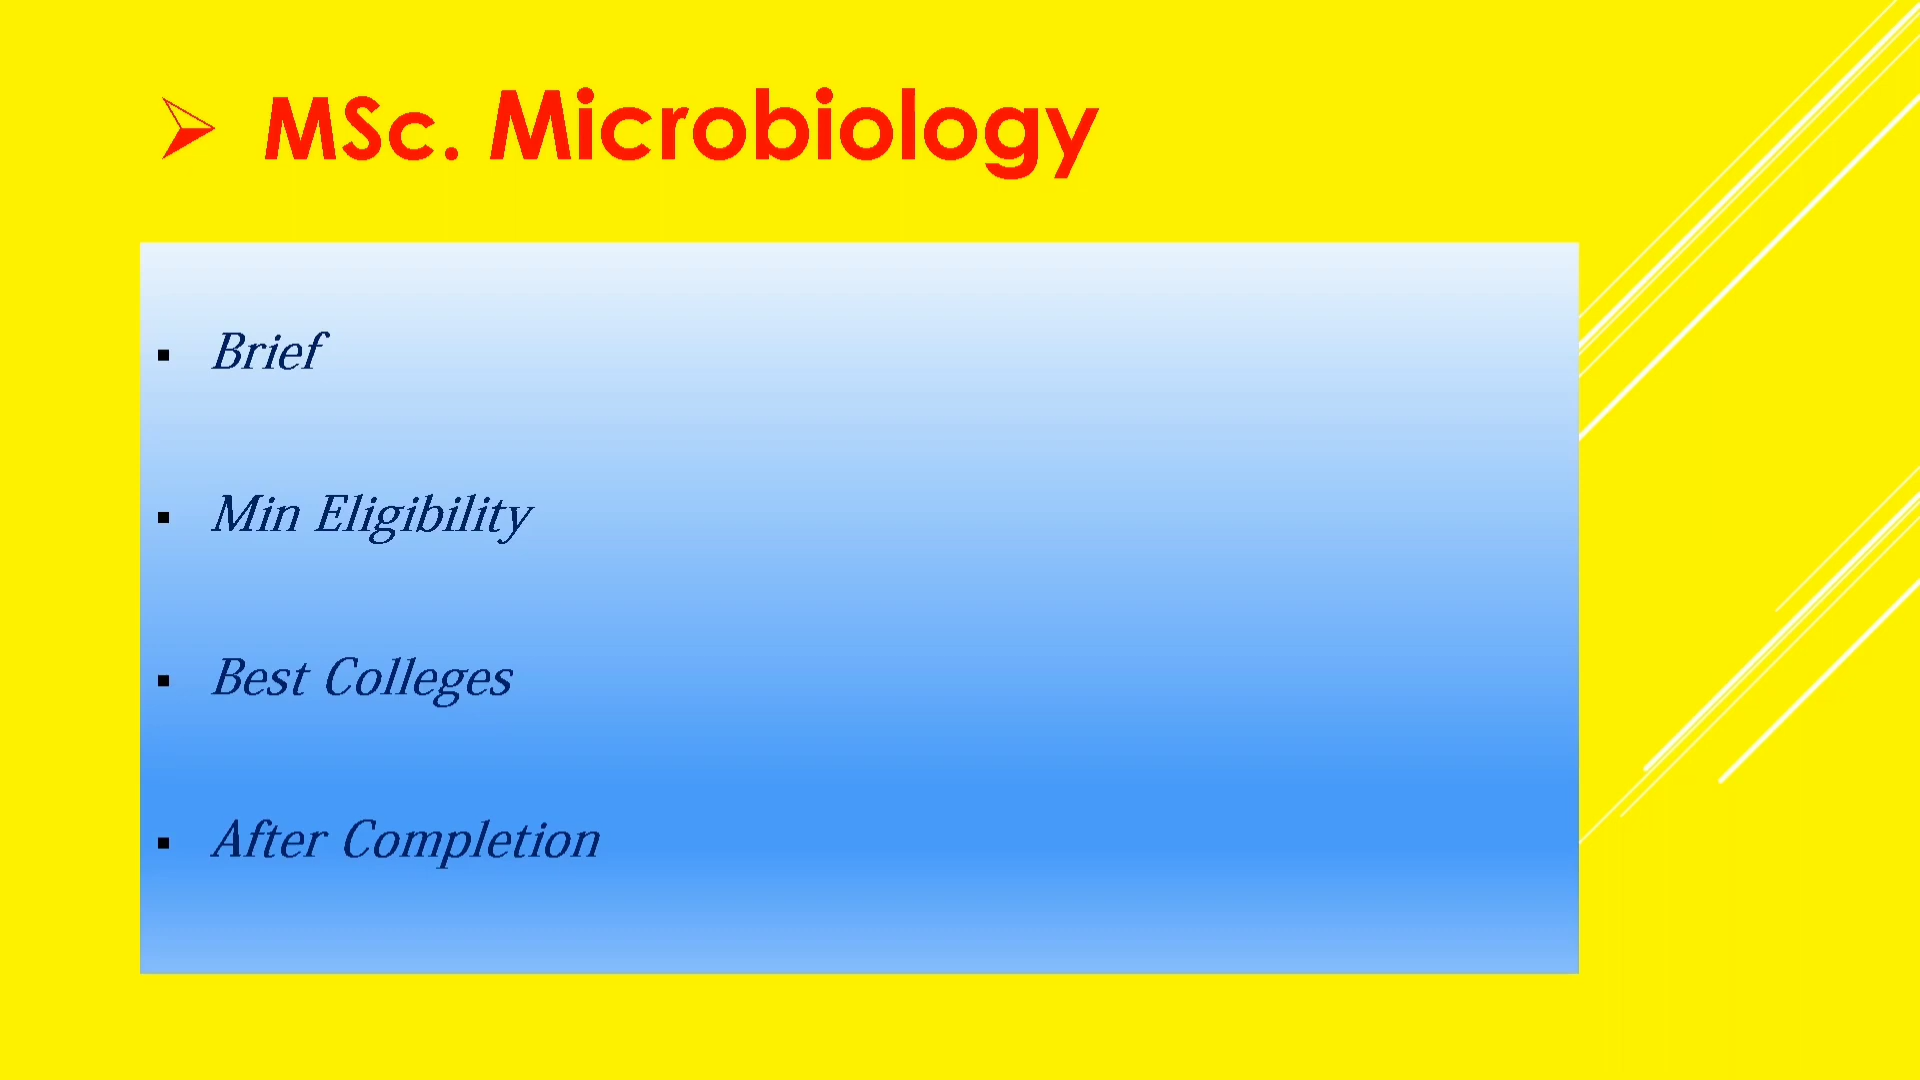 MSc. Microbiology
Brief
Min Eligibility
Best Colleges
After Completion